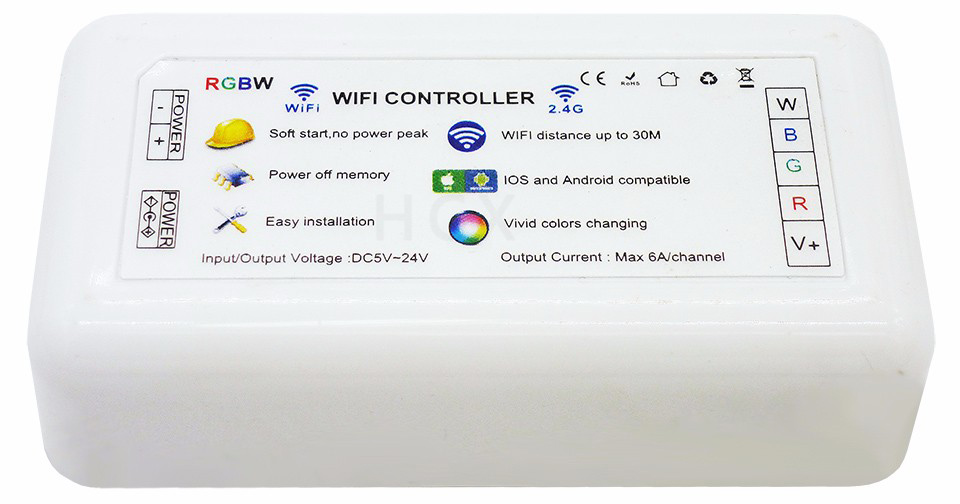 RGBW
WiFi
WIFI CONTROLLER
2.4G
CE
RoHS
- + POWER
POWER
Soft start,no power peak
WIFI distance up to 30M
Power off memory
IOS and Android compatible
Easy installation
Vivid colors changing
Input/Output Voltage :DC5V~24V
Output Current : Max 6A/channel
W
B
G
R
V+
HCX